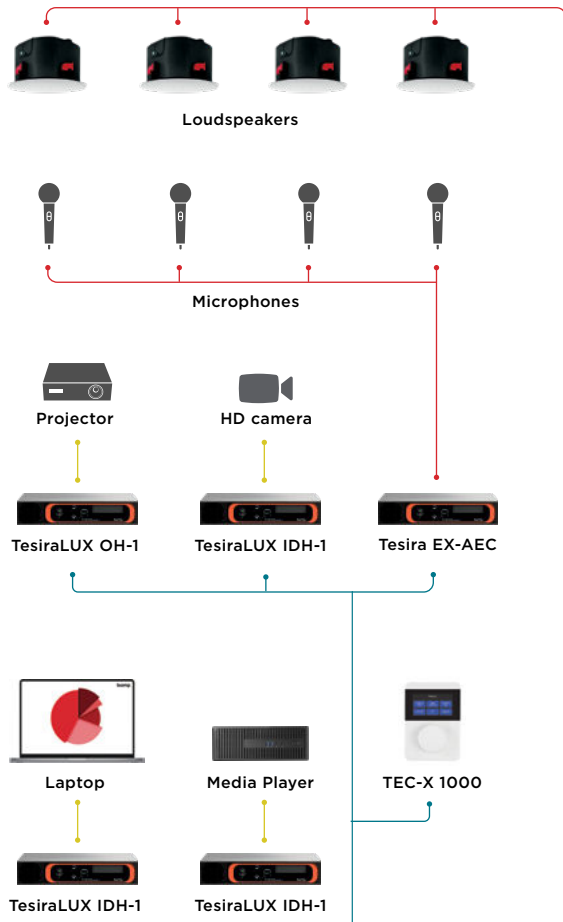 Loudspeakers
Microphones
Projector
HD camera
TesiraLUX OH-1
TesiraLUX IDH-1
Tesira EX-AEC
Laptop
Media Player
TEC-X 1000
TesiraLUX IDH-1
TesiraLUX IDH-1